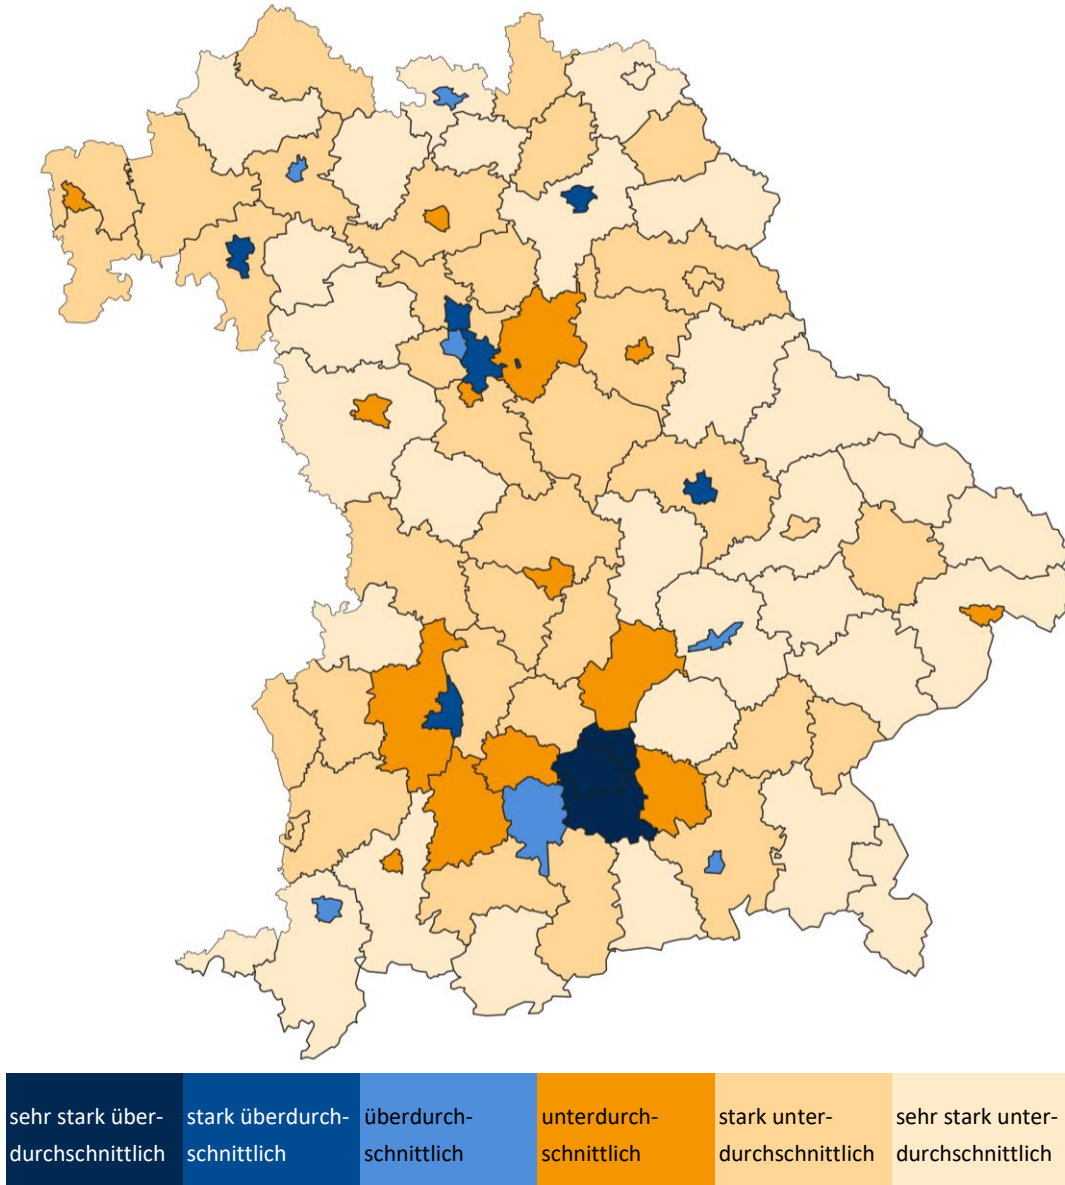 sehr stark über-
durchschnittlich
stark überdurch-
schnittlich
überdurch-
schnittlich
unterdurch-
schnittlich
stark unter-
durchschnittlich
sehr stark unter-
durchschnittlich